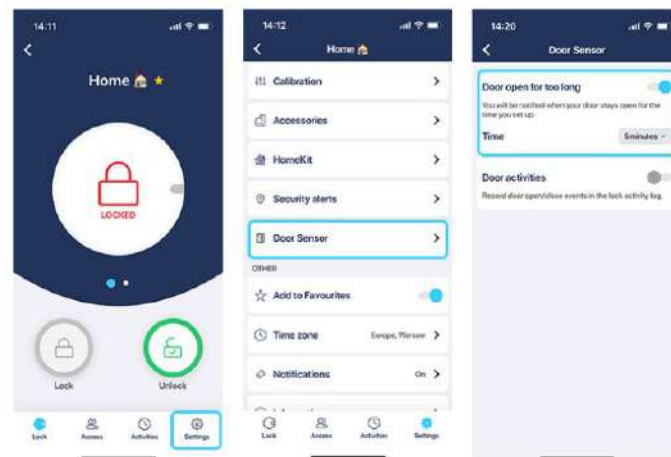 14:11
Home
LOCKED
Lock
Unlock
Lock
Access
Activities
Settings
14:12
Home
Calibration
Accessories
HomeKit
Security alerts
Door Sensor
OTHER
Add to Favourites
Time zone
Europe, Warsaw
Notifications
On
Lock
Access
Activities
Settings
14:20
Door Sensor
Door open for too long
You will be notified when your door stays open for the
time you set up.
Time
5minutes
Door activities
Record door open/close events in the lock activity log.